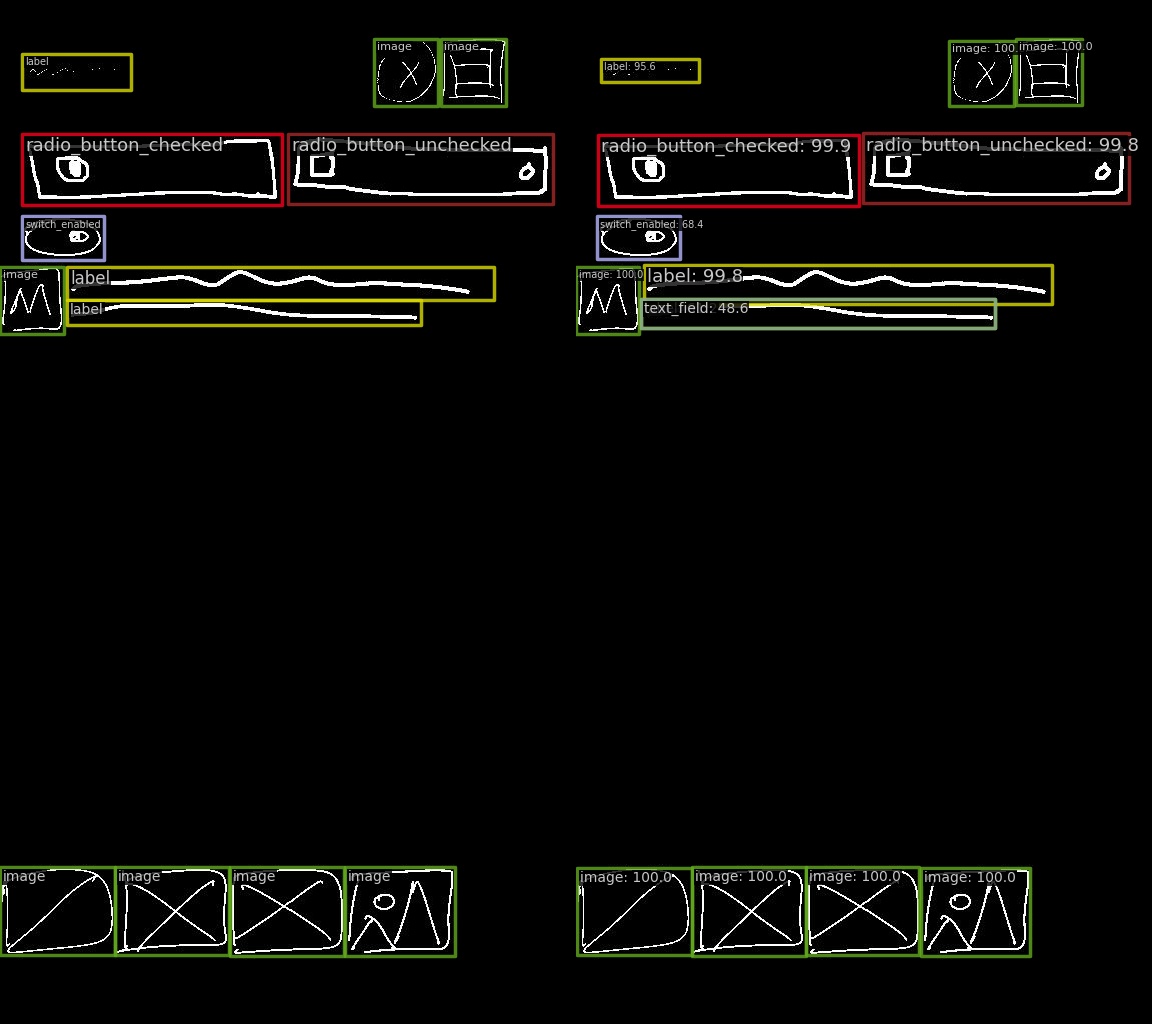 label image image label: 95.6 image: 100 image: 100.0
radio_button_checked radio_button_unchecked radio_button_checked: 99.9 radio_button_unchecked: 99.8
switch_enabled switch_enabled: 68.4
image label image: 100.0 label: 99.8
label text_field: 48.6
image image image image image: 100.0 image: 100.0 image: 100.0 image: 100.0